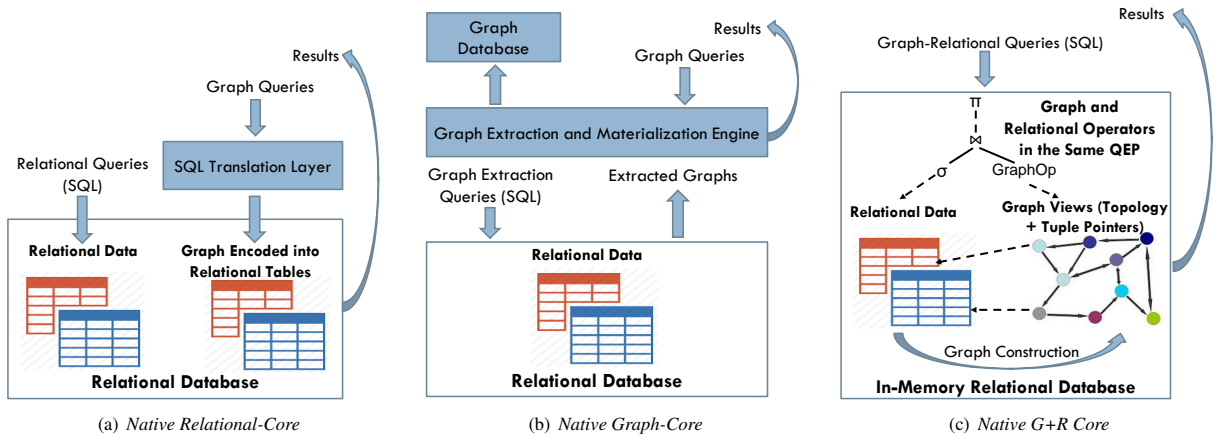 Results
Graph Queries
SQL Translation Layer
Relational Queries
(SQL)
Relational Data
Graph Encoded into
Relational Tables
Relational Database
(a) Native Relational-Core
Graph
Database
Results
Graph Queries
Graph Extraction and Materialization Engine
Graph Extraction
Queries (SQL)
Extracted Graphs
Relational Data
Relational Database
(b) Native Graph-Core
Results
Graph-Relational Queries (SQL)
π
⋈
σ
GraphOp
Graph and
Relational Operators
in the Same QEP
Relational Data
Graph Views (Topology
+ Tuple Pointers)
Graph Construction
In-Memory Relational Database
(c) Native G+R Core